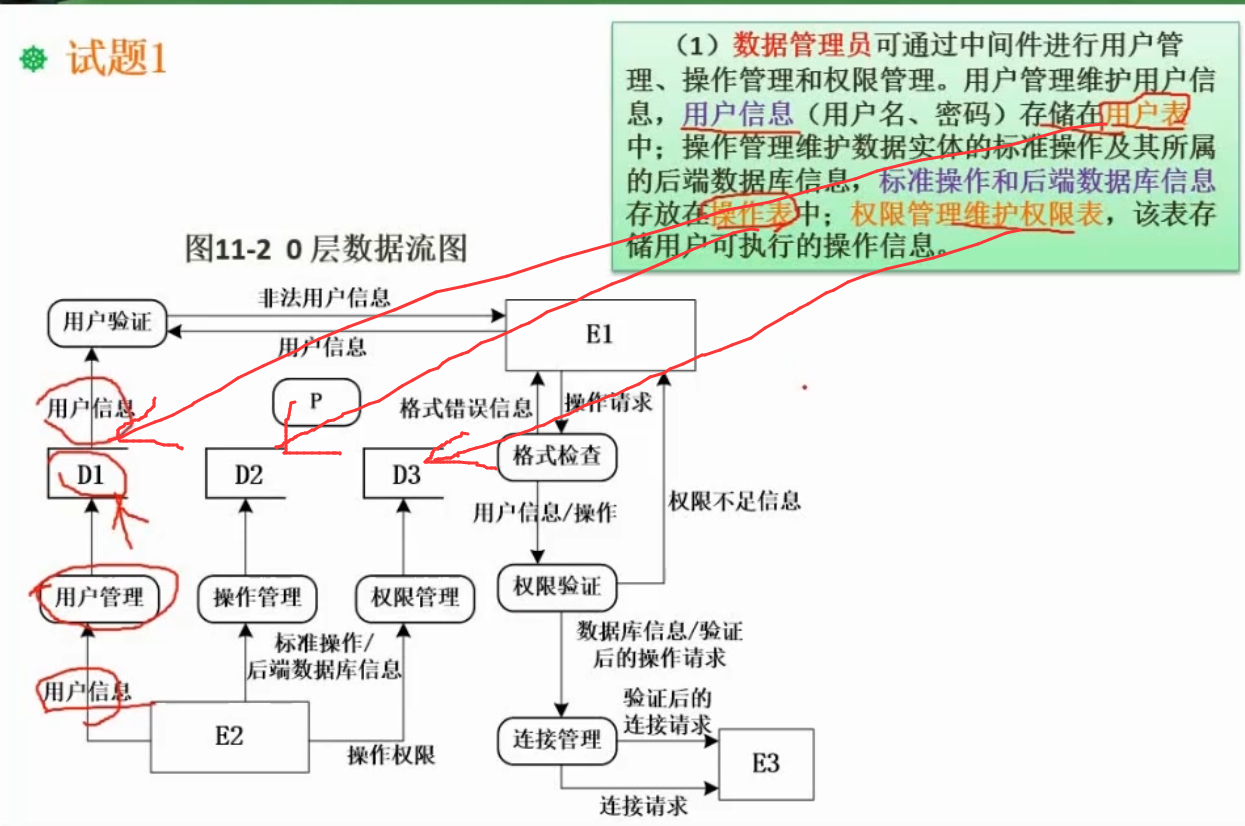 试题1
(1)数据管理员可通过中间件进行用户管
理、操作管理和权限管理。用户管理维护用户信
息，用户信息（用户名、密码）存储在用户表
中；操作管理维护数据实体的标准操作及其所属
的后端数据库信息，标准操作和后端数据库信息
存放在操作表中；权限管理维护权限表，该表存
储用户可执行的操作信息。
图11-2 0 层数据流图
非法用户信息
用户验证
E1
用户信息
P
用户信息
格式错误信息
操作请求
格式检查
D1
D2
D3
用户信息/操作
权限不足信息
用户管理
操作管理
权限管理
权限验证
标准操作/
后端数据库信息
数据库信息/验证
后的操作请求
用户信息
验证后的
连接请求
E2
操作权限
连接管理
E3
连接请求